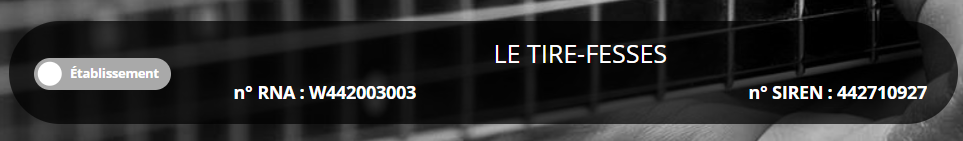 LE TIRE-FESSES
Établissement
n° RNA : W442003003
n° SIREN : 442710927